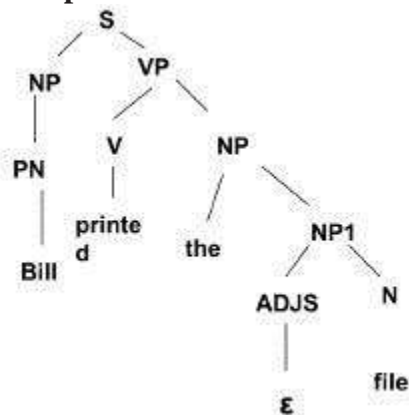 S
NP VP
PN V NP
printe
d the NP1
Bill ADJS N
file
ε